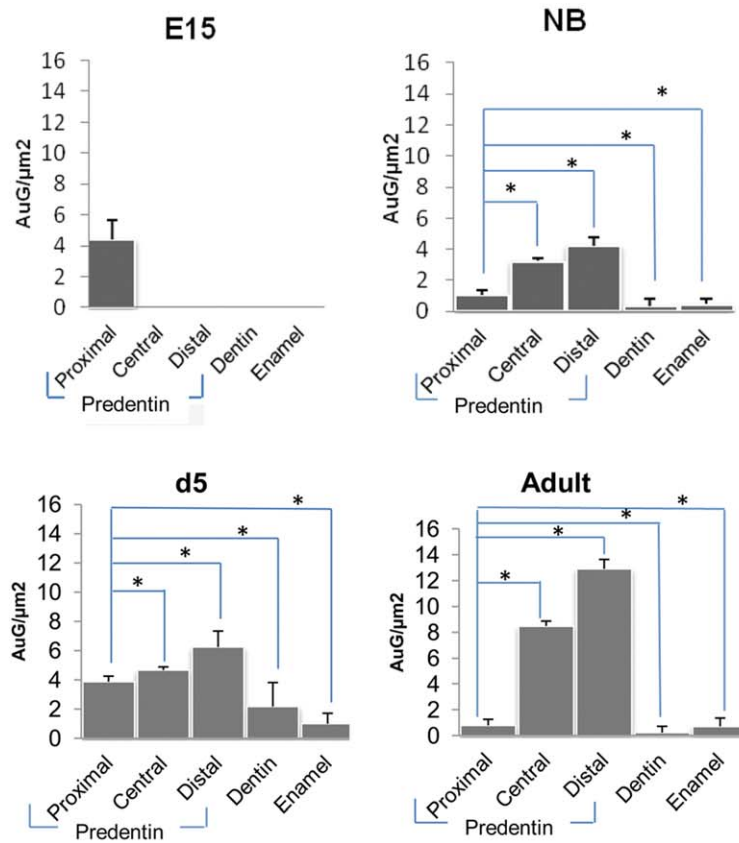 E15
16
14
12
10
8
6
4
2
0
AuG/µm2
Proximal
Central
Distal
Dentin
Enamel
Predentin
NB
16
14
12
10
8
6
4
2
0
AuG/µm2
*
*
*
*
Proximal
Central
Distal
Dentin
Enamel
Predentin
d5
16
14
12
10
8
6
4
2
0
AuG/µm2
*
*
*
*
Proximal
Central
Distal
Dentin
Enamel
Predentin
Adult
16
14
12
10
8
6
4
2
0
AuG/µm2
*
*
*
*
Proximal
Central
Distal
Dentin
Enamel
Predentin